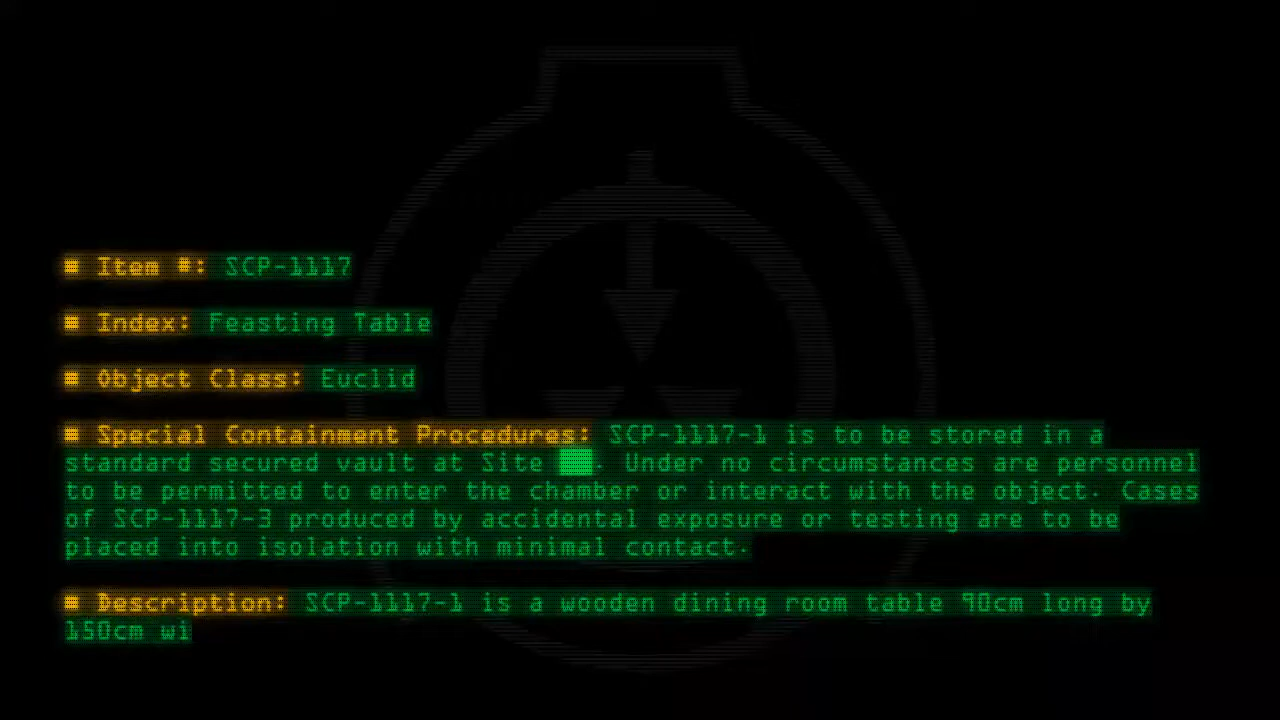 ■ Item #: SCP-1117
■ Index: Feasting Table
■ Object Class: Euclid
■ Special Containment Procedures: SCP-1117-1 is to be stored in a
standard secured vault at Site ██. Under no circumstances are personnel
to be permitted to enter the chamber or interact with the object. Cases
of SCP-1117-3 produced by accidental exposure or testing are to be
placed into isolation with minimal contact.
■ Description: SCP-1117-1 is a wooden dining room table 90cm long by
150cm wi